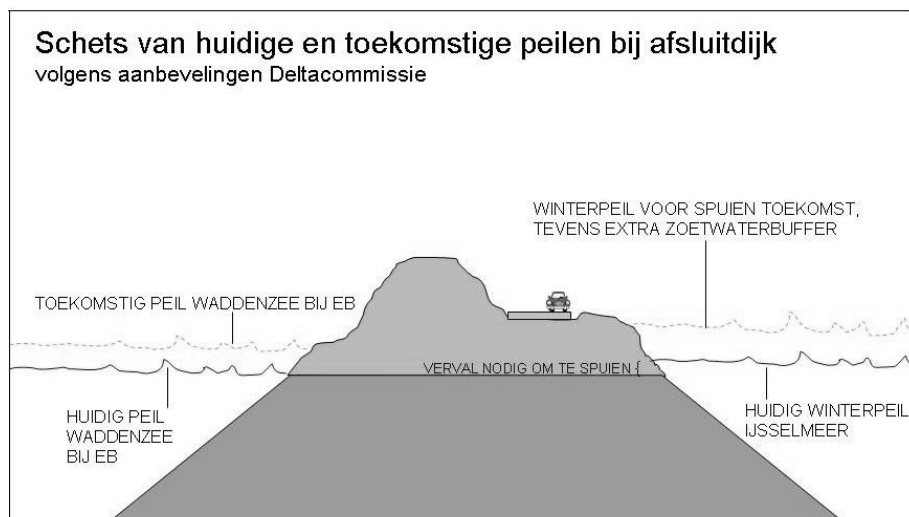 Schets van huidige en toekomstige peilen bij afsluitdijk
volgens aanbevelingen Deltacommissie
WINTERPEIL VOOR SPUIEN TOEKOMST,
TEVENS EXTRA ZOETWATERBUFFER
TOEKOMSTIG PEIL WADDENZEE BIJ EB
VERVAL NODIG OM TE SPUIEN {
HUIDIG PEIL
WADDENZEE
BIJ EB
HUIDIG WINTERPEIL
IJSSELMEER